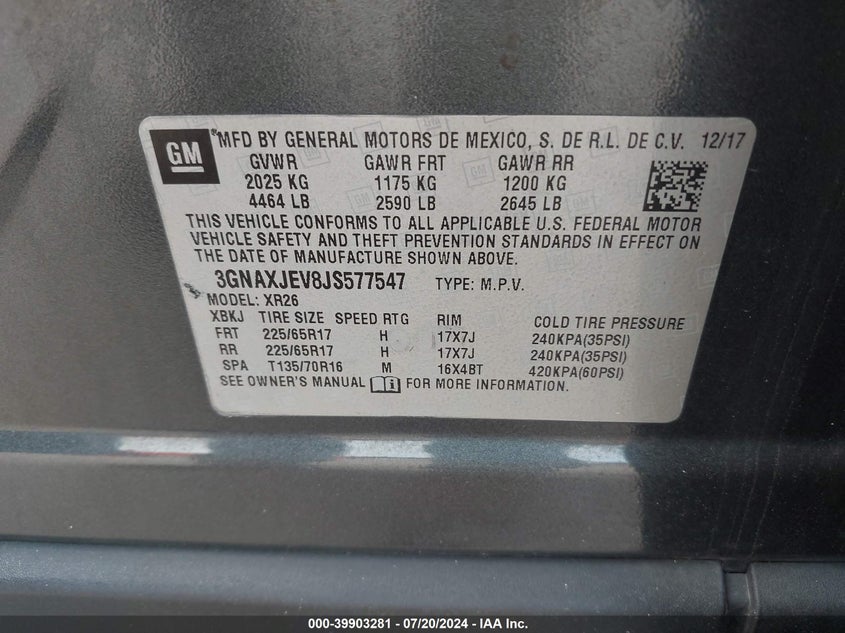 GM
®MFD BY GENERAL MOTORS DE MEXICO, S. DE R.L. DE C.V. 12/17
GVWR GAWR FRT GAWR RR
2025 KG 1175 KG 1200 KG
4464 LB 2590 LB 2645 LB
THIS VEHICLE CONFORMS TO ALL APPLICABLE U.S. FEDERAL MOTOR
VEHICLE SAFETY AND THEFT PREVENTION STANDARDS IN EFFECT ON
THE DATE OF MANUFACTURE SHOWN ABOVE.
3GNAXJEV8JS577547 TYPE: M.P.V.
MODEL: XR26
XBKJ TIRE SIZE SPEED RTG RIM COLD TIRE PRESSURE
FRT 225/65R17 H 17X7J 240KPA(35PSI)
RR 225/65R17 H 17X7J 240KPA(35PSI)
SPA T135/70R16 M 16X4BT 420KPA(60PSI)
SEE OWNER'S MANUAL FOR MORE INFORMATION.
000-39903281 - 07/20/2024 - IAA Inc.